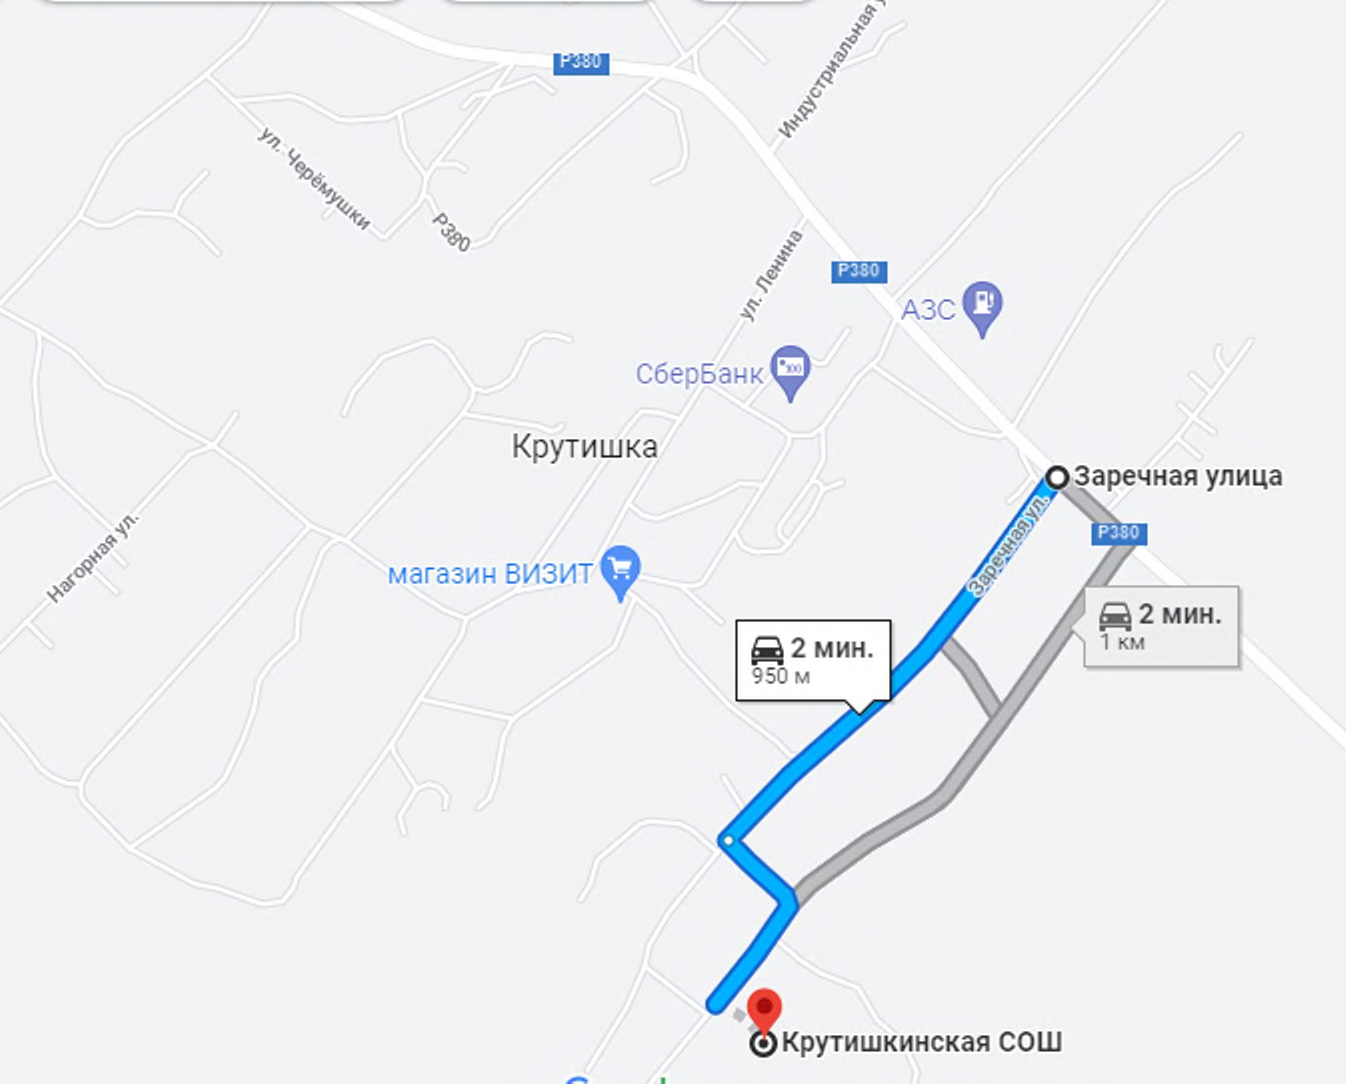 P380
Индустриальная у
ул. Черёмушки
P380
ул. Ленина
P380
АЗС
СберБанк
Крутишка
Заречная улица
Заречная ул.
P380
Нагорная ул.
магазин ВИЗИТ
2 мин.
1 км
2 мин.
950 м
Крутишкинская СОШ